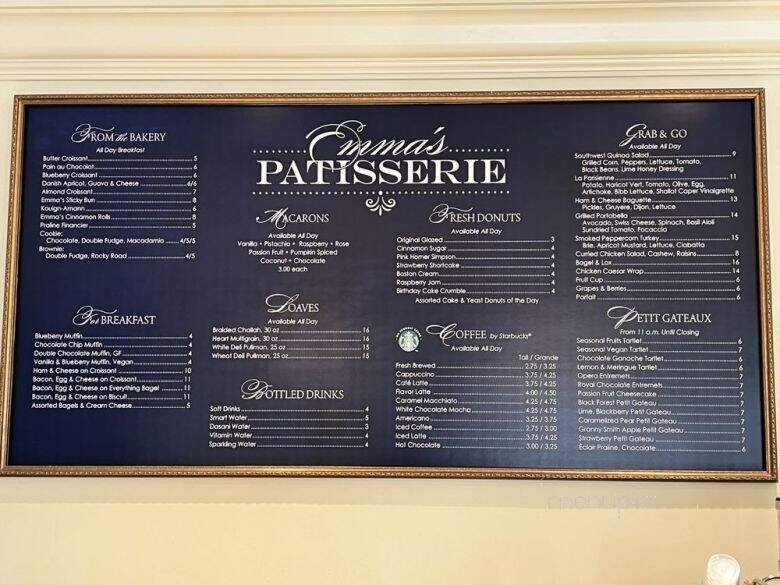 Emma's
PATISSERIE
FROM the BAKERY
All Day Breakfast
Butter Croissant 5
Pain au Chocolat 6
Blueberry Croissant 6
Danish Apricot, Guava & Cheese 6/6
Almond Croissant 7
Emma's Sticky Bun 8
Kouign-Amann 6
Emma's Cinnamon Rolls 8
Praline Financier 5
Cookie:
Chocolate, Double Fudge, Macadamia 4/5/5
Brownie:
Double Fudge, Rocky Road 4/5
For BREAKFAST
Blueberry Muffin 4
Chocolate Chip Muffin 4
Double Chocolate Muffin, GF 4
Vanilla & Blueberry Muffin, Vegan 4
Ham & Cheese on Croissant 10
Bacon, Egg & Cheese on Croissant 11
Bacon, Egg & Cheese on Everything Bagel 11
Bacon, Egg & Cheese on Biscuit 11
Assorted Bagels & Cream Cheese 5
MACARONS
Available All Day
Vanilla • Pistachio • Raspberry • Rose
Passion Fruit • Pumpkin Spiced
Coconut • Chocolate
3.00 each
LOAVES
Available All Day
Braided Challah, 30 oz 16
Heart Multigrain, 30 oz 16
White Deli Pullman, 25 oz 15
Wheat Deli Pullman, 25 oz 15
BOTTLED DRINKS
Soft Drinks 4
Smart Water 5
Dasani Water 3
Vitamin Water 4
Sparkling Water 4
FRESH DONUTS
Available All Day
Original Glazed 3
Cinnamon Sugar 4
Pink Homer Simpson 4
Strawberry Shortcake 4
Boston Cream 4
Raspberry Jam 4
Birthday Cake Crumble 4
Assorted Cake & Yeast Donuts of the Day
COFFEE by Starbucks®
Available All Day
Tall / Grande
Fresh Brewed 2.75 / 3.25
Cappuccino 3.75 / 4.25
Café Latte 3.75 / 4.25
Flavor Latte 4.00 / 4.50
Caramel Macchiato 4.25 / 4.75
White Chocolate Mocha 4.25 / 4.75
Americano 3.25 / 3.75
Iced Coffee 2.75 / 3.00
Iced Latte 3.75 / 4.25
Hot Chocolate 3.00 / 3.25
GRAB & GO
Available All Day
Southwest Quinoa Salad 9
Grilled Corn, Peppers, Lettuce, Tomato,
Black Beans, Lime Honey Dressing
La Parisienne 11
Potato, Haricot Vert, Tomato, Olive, Egg,
Artichoke, Bibb Lettuce, Shallot Caper Vinaigrette
Ham & Cheese Baguette 13
Pickles, Gruyere, Dijon, Lettuce
Grilled Portabella 14
Avocado, Swiss Cheese, Spinach, Basil Aioli
Sundried Tomato, Focaccia
Smoked Peppercorn Turkey 15
Brie, Apricot Mustard, Lettuce, Ciabatta
Curried Chicken Salad, Cashew, Raisins 8
Bagel & Lox 16
Chicken Caesar Wrap 14
Fruit Cup 6
Grapes & Berries 6
Parfait 6
PETIT GATEAUX
From 11 a.m. Until Closing
Seasonal Fruits Tartlet 6
Seasonal Vegan Tartlet 7
Chocolate Ganache Tartlet 6
Lemon & Meringue Tartlet 6
Opera Entremets 7
Royal Chocolate Entremets 7
Passion Fruit Cheesecake 7
Black Forest Petit Gateau 7
Lime, Blackberry Petit Gateau 7
Caramelized Pear Petit Gateau 7
Granny Smith Apple Petit Gateau 7
Strawberry Petit Gateau 7
Éclair Praline, Chocolate 6